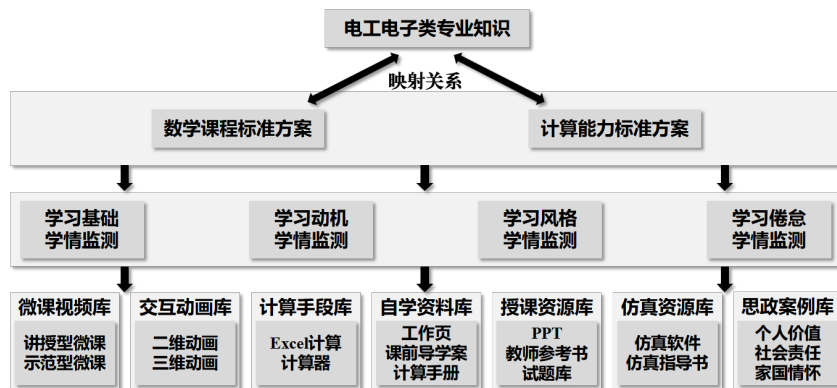 电工电子类专业知识
映射关系
数学课程标准方案
计算能力标准方案
学习基础
学情监测
学习动机
学情监测
学习风格
学情监测
学习倦怠
学情监测
微课视频库
讲授型微课
示范型微课
交互动画库
二维动画
三维动画
计算手段库
Excel计算
计算器
自学资料库
工作页
课前导学案
计算手册
授课资源库
PPT
教师参考书
试题库
仿真资源库
仿真软件
仿真指导书
思政案例库
个人价值
社会责任
家国情怀